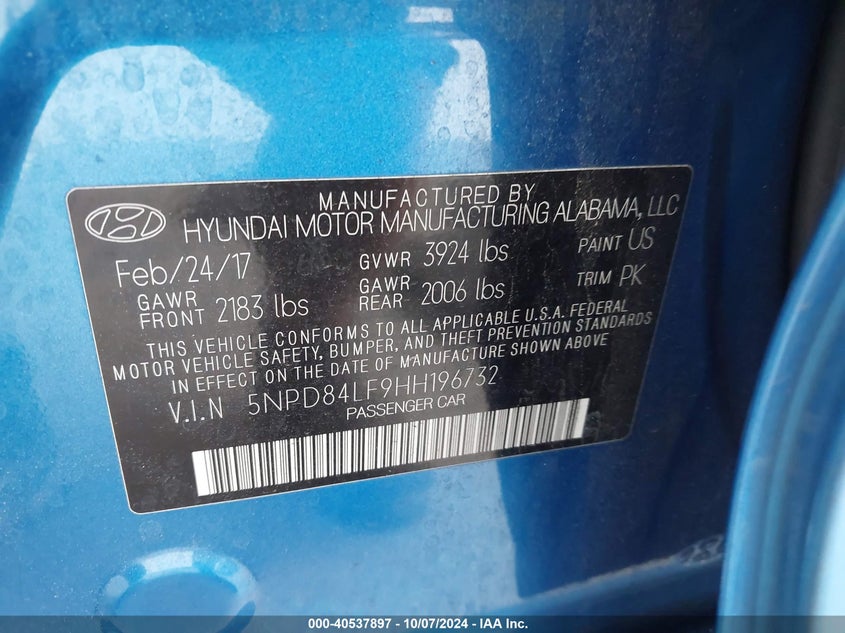 MANUFACTURED BY
HYUNDAI MOTOR MANUFACTURING ALABAMA, LLC
Feb/24/17 GVWR 3924 lbs PAINT US
GAWR FRONT 2183 lbs GAWR REAR 2006 lbs TRIM PK
THIS VEHICLE CONFORMS TO ALL APPLICABLE U.S.A. FEDERAL
MOTOR VEHICLE SAFETY, BUMPER, AND THEFT PREVENTION STANDARDS
IN EFFECT ON THE DATE OF MANUFACTURE SHOWN ABOVE
V.I.N 5NPD84LF9HH196732
PASSENGER CAR
000-40537897 - 10/07/2024 - IAA Inc.